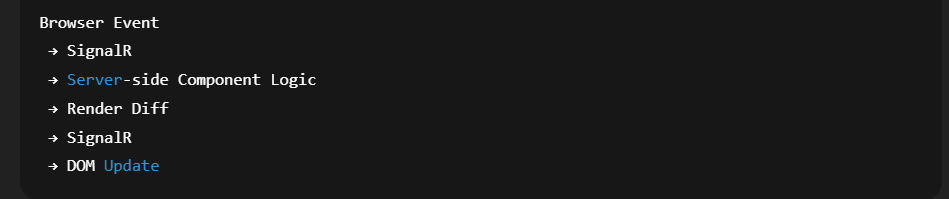 Browser Event
→ SignalR
→ Server-side Component Logic
→ Render Diff
→ SignalR
→ DOM Update